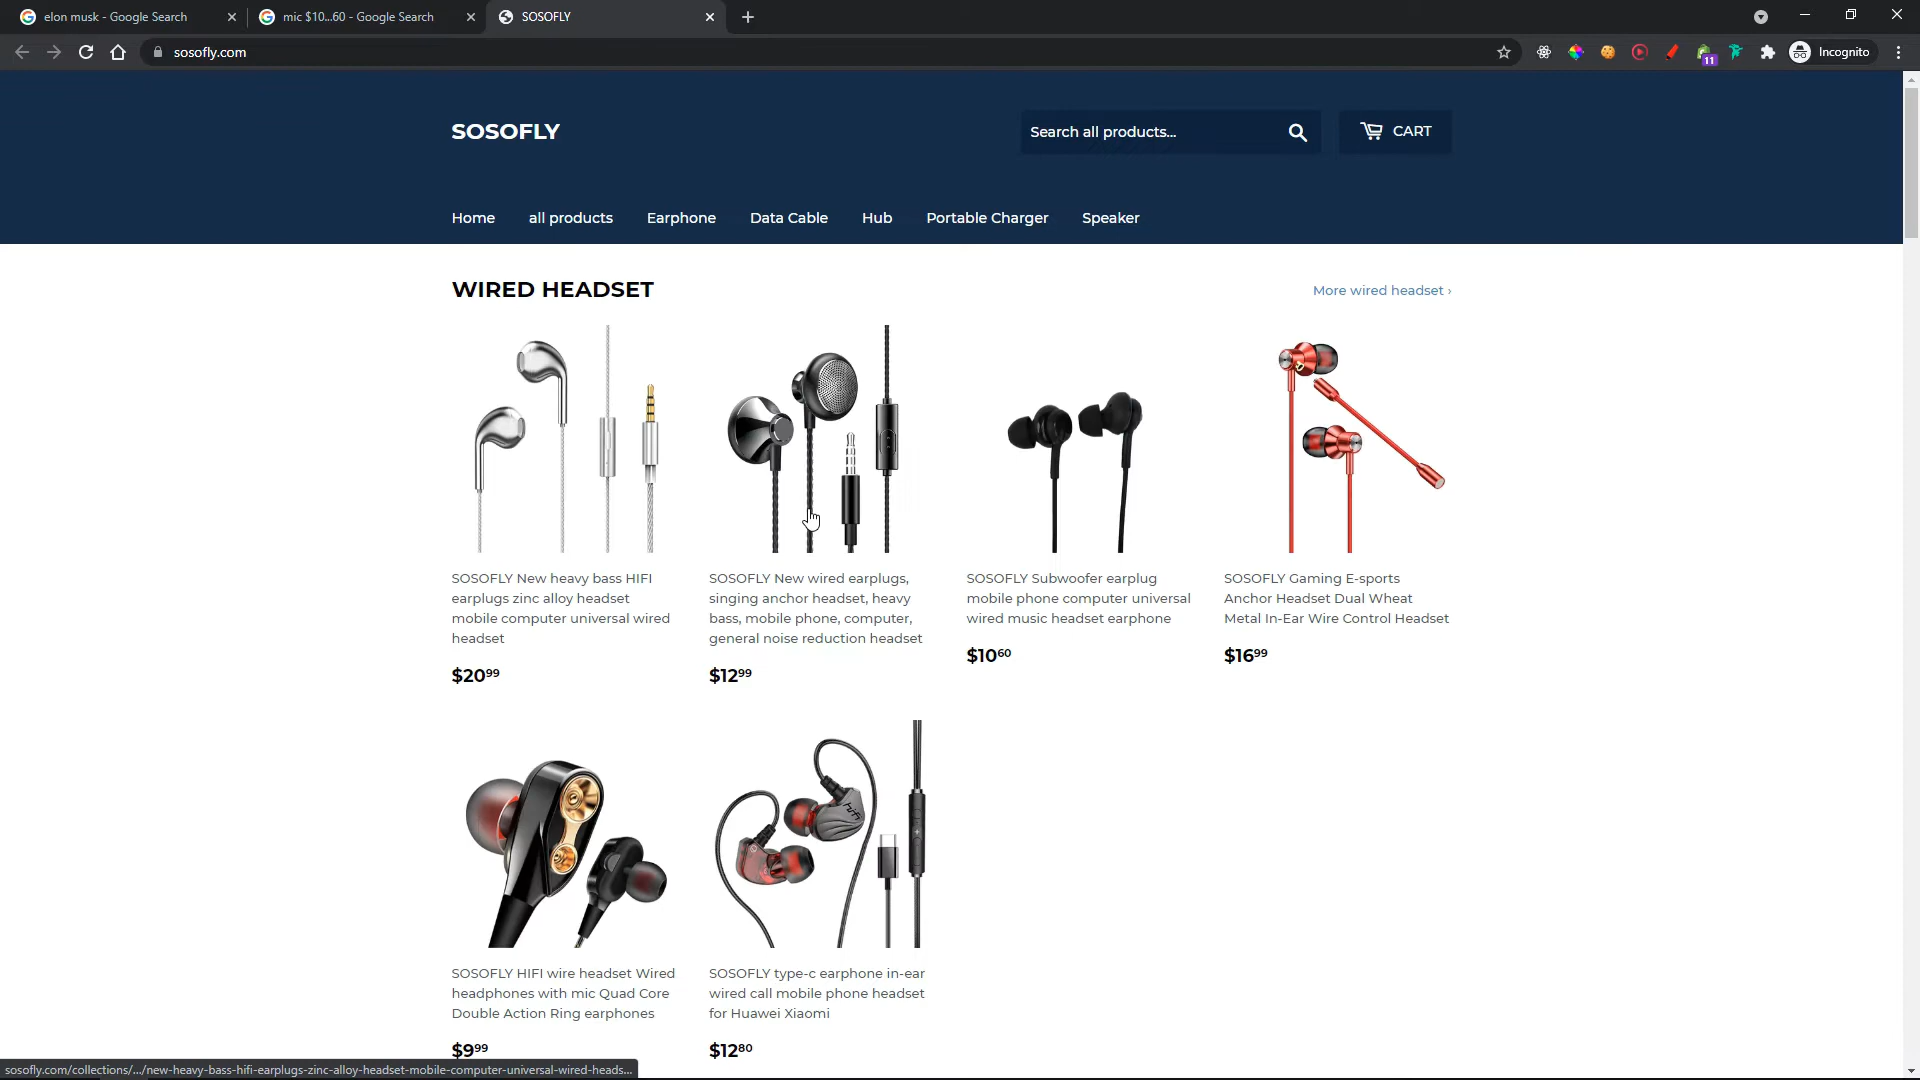 elon musk - Google Search
mic $10...60 - Google Search
SOSOFLY
sosofly.com
11
Incognito
SOSOFLY
Search all products...
CART
Home
all products
Earphone
Data Cable
Hub
Portable Charger
Speaker
WIRED HEADSET
More wired headset ›
SOSOFLY New heavy bass HIFI
earplugs zinc alloy headset
mobile computer universal wired
headset
$2099
SOSOFLY New wired earplugs,
singing anchor headset, heavy
bass, mobile phone, computer,
general noise reduction headset
$1299
SOSOFLY Subwoofer earplug
mobile phone computer universal
wired music headset earphone
$1060
SOSOFLY Gaming E-sports
Anchor Headset Dual Wheat
Metal In-Ear Wire Control Headset
$1699
hifi
SOSOFLY HIFI wire headset Wired
headphones with mic Quad Core
Double Action Ring earphones
$999
SOSOFLY type-c earphone in-ear
wired call mobile phone headset
for Huawei Xiaomi
$1280
sosofly.com/collections/.../new-heavy-bass-hifi-earplugs-zinc-alloy-headset-mobile-computer-universal-wired-heads...